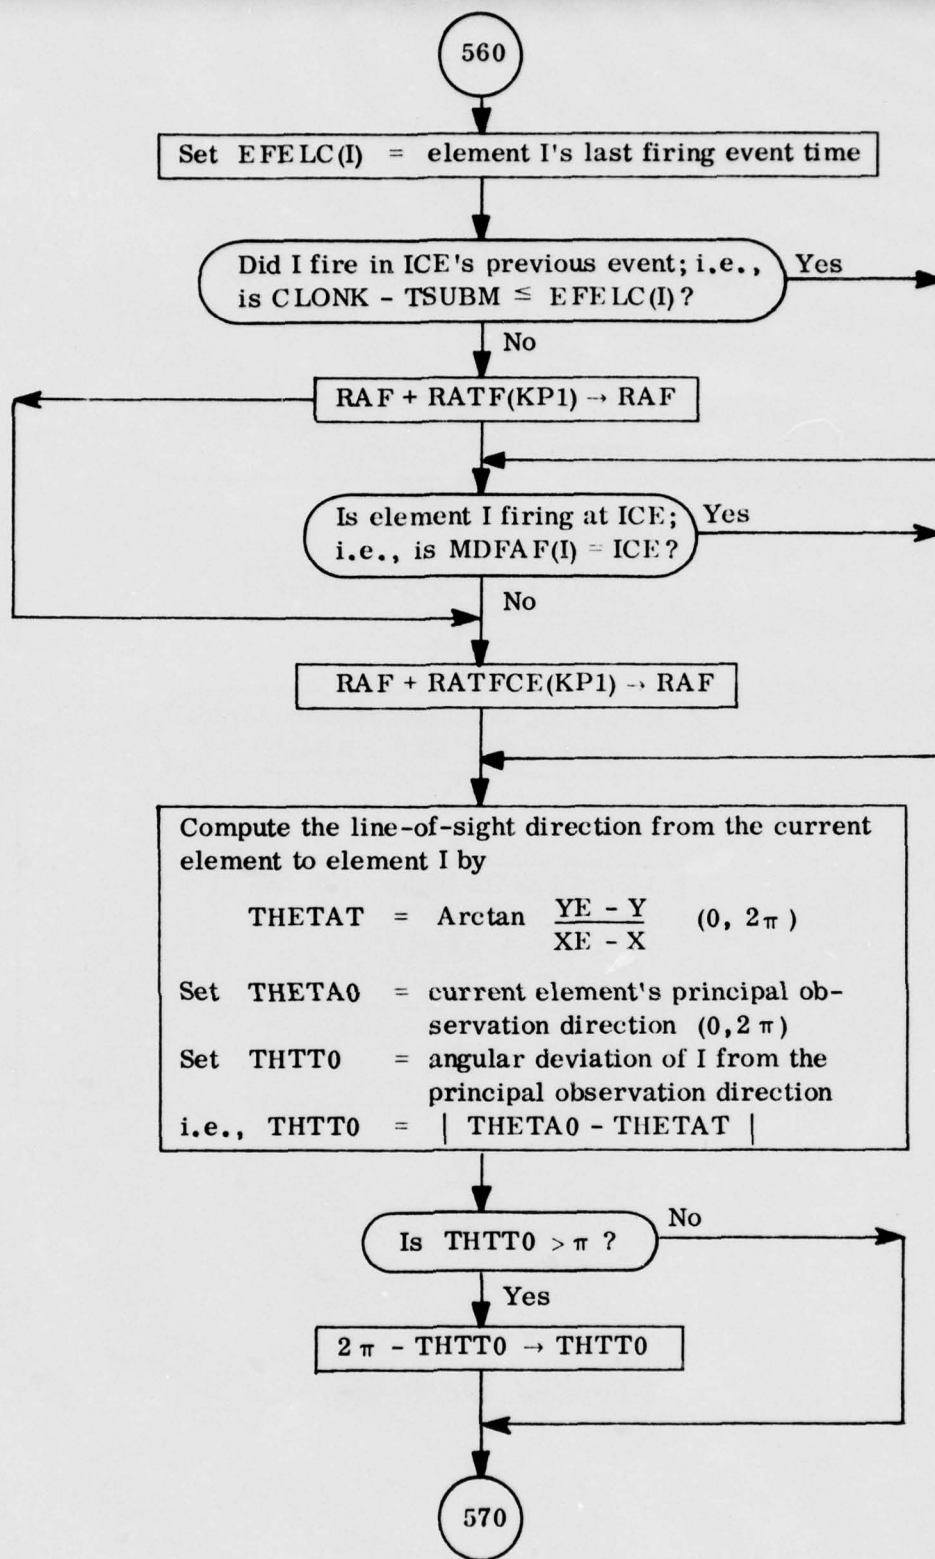 560
Set EFELC(I) = element I's last firing event time
Did I fire in ICE's previous event; i.e.,
is CLONK - TSUBM ≤ EFELC(I)?
Yes
No
RAF + RATF(KP1) → RAF
Is element I firing at ICE;
i.e., is MDFAF(I) = ICE?
Yes
No
RAF + RATFCE(KP1) → RAF
Compute the line-of-sight direction from the current
element to element I by
THETAT = Arctan YE - Y / XE - X (0, 2π)
Set THETA0 = current element's principal ob-
servation direction (0,2 π)
Set THTT0 = angular deviation of I from the
principal observation direction
i.e., THTT0 = | THETA0 - THETAT |
Is THTT0 > π ?
No
Yes
2 π - THTT0 → THTT0
570